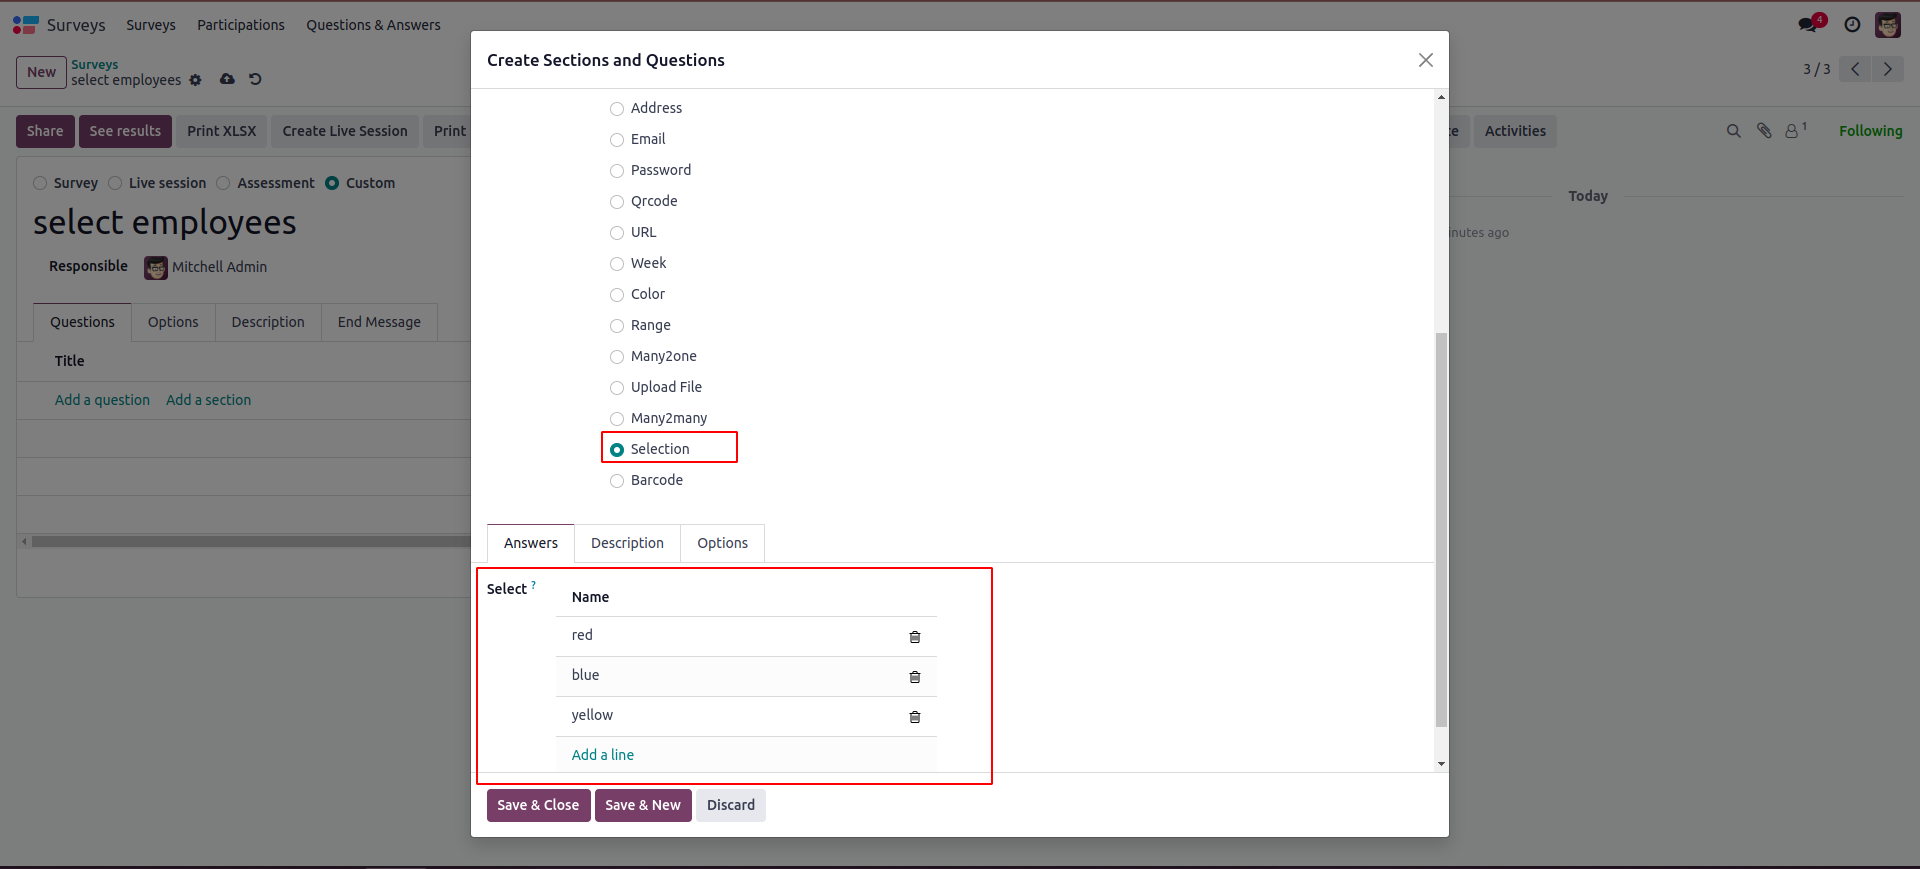 Surveys
Surveys
Participations
Questions & Answers
4
New
Surveys
select employees
3 / 3
Share
See results
Print XLSX
Create Live Session
Print
Activities
1
Following
Survey
Live session
Assessment
Custom
select employees
Responsible
Mitchell Admin
Questions
Options
Description
End Message
Title
Add a question
Add a section
Today
Create Sections and Questions
Address
Email
Password
Qrcode
URL
Week
Color
Range
Many2one
Upload File
Many2many
Selection
Barcode
Answers
Description
Options
Select ?
Name
red
blue
yellow
Add a line
Save & Close
Save & New
Discard